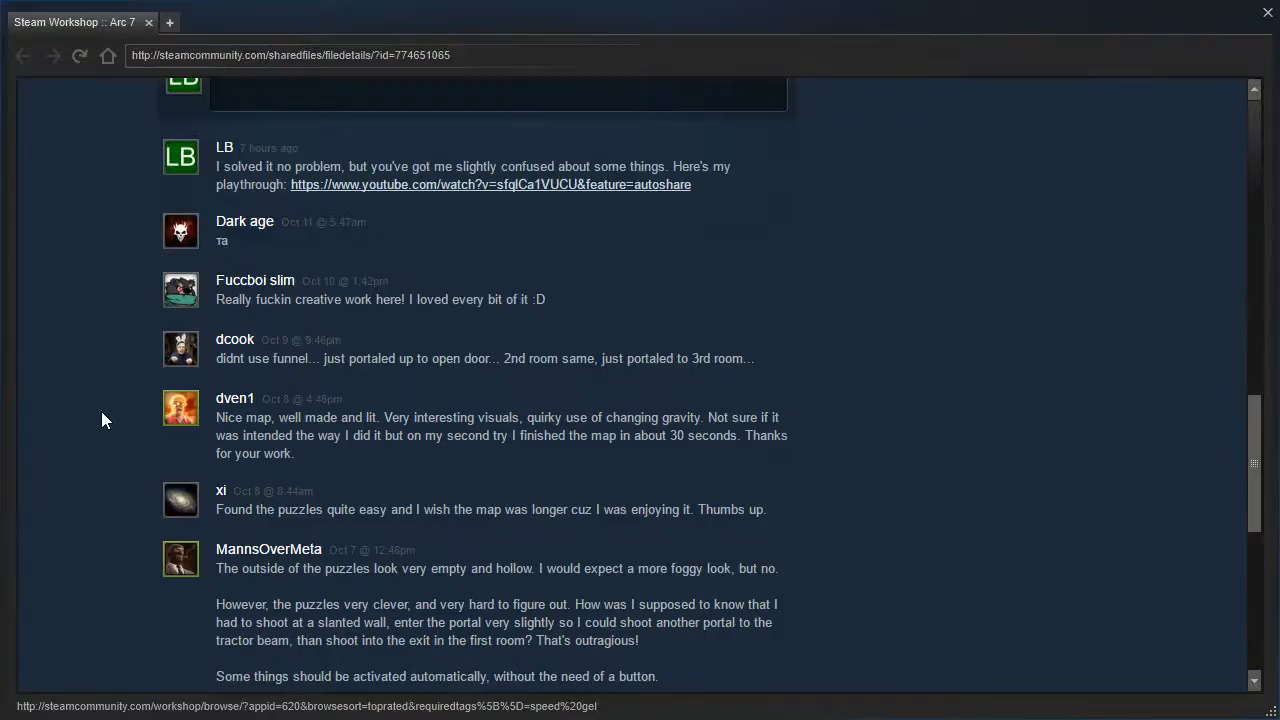 Steam Workshop :: Arc 7
http://steamcommunity.com/sharedfiles/filedetails/?id=774651065
LB
LB 7 hours ago
LB
I solved it no problem, but you've got me slightly confused about some things. Here's my
playthrough: https://www.youtube.com/watch?v=sfqlCa1VUCU&feature=autoshare
Dark age Oct 11 @ 5:47am
та
Fuccboi slim Oct 10 @ 1:42pm
Really fuckin creative work here! I loved every bit of it :D
dcook Oct 9 @ 9:46pm
didnt use funnel... just portaled up to open door... 2nd room same, just portaled to 3rd room...
dven1 Oct 8 @ 4:46pm
Nice map, well made and lit. Very interesting visuals, quirky use of changing gravity. Not sure if it
was intended the way I did it but on my second try I finished the map in about 30 seconds. Thanks
for your work.
xi Oct 8 @ 8:44am
Found the puzzles quite easy and I wish the map was longer cuz I was enjoying it. Thumbs up.
MannsOverMeta Oct 7 @ 12:46pm
The outside of the puzzles look very empty and hollow. I would expect a more foggy look, but no.
However, the puzzles very clever, and very hard to figure out. How was I supposed to know that I
had to shoot at a slanted wall, enter the portal very slightly so I could shoot another portal to the
tractor beam, than shoot into the exit in the first room? That's outragious!
Some things should be activated automatically, without the need of a button.
http://steamcommunity.com/workshop/browse/?appid=620&browsesort=toprated&requiredtags%5B%5D=speed%20gel